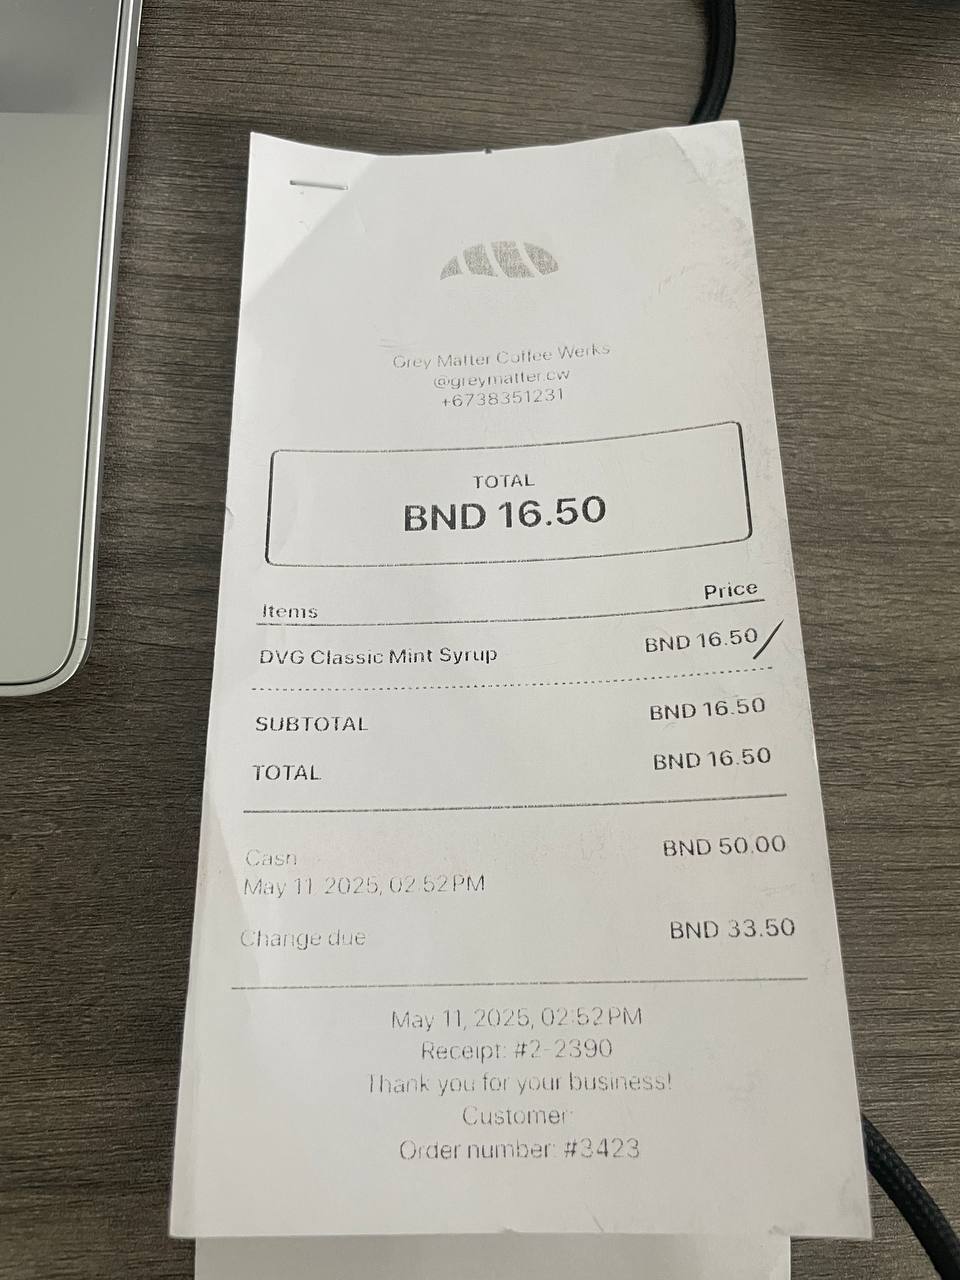 Grey Matter Coffee Werks
@greymatter.cw
+6738351231
TOTAL
BND 16.50
Items Price
DVG Classic Mint Syrup BND 16.50
SUBTOTAL BND 16.50
TOTAL BND 16.50
Cash BND 50.00
May 11 2025, 02:52 PM
Change due BND 33.50
May 11, 2025, 02:52 PM
Receipt: #2-2390
Thank you for your business!
Customer:
Order number: #3423